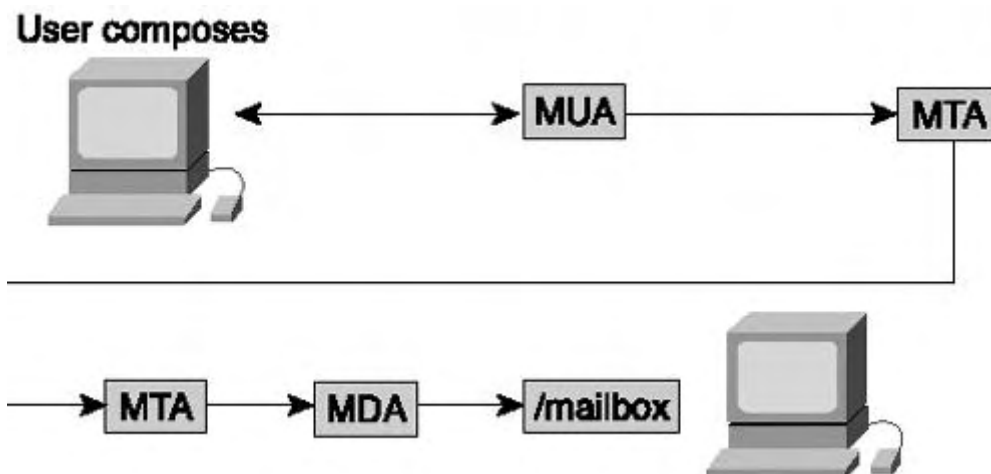 User composes
MUA
MTA
MTA
MDA
/mailbox